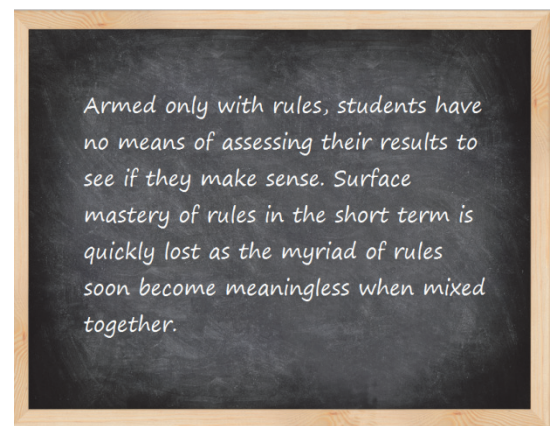 Armed only with rules, students have
no means of assessing their results to
see if they make sense. Surface
mastery of rules in the short term is
quickly lost as the myriad of rules
soon become meaningless when mixed
together.